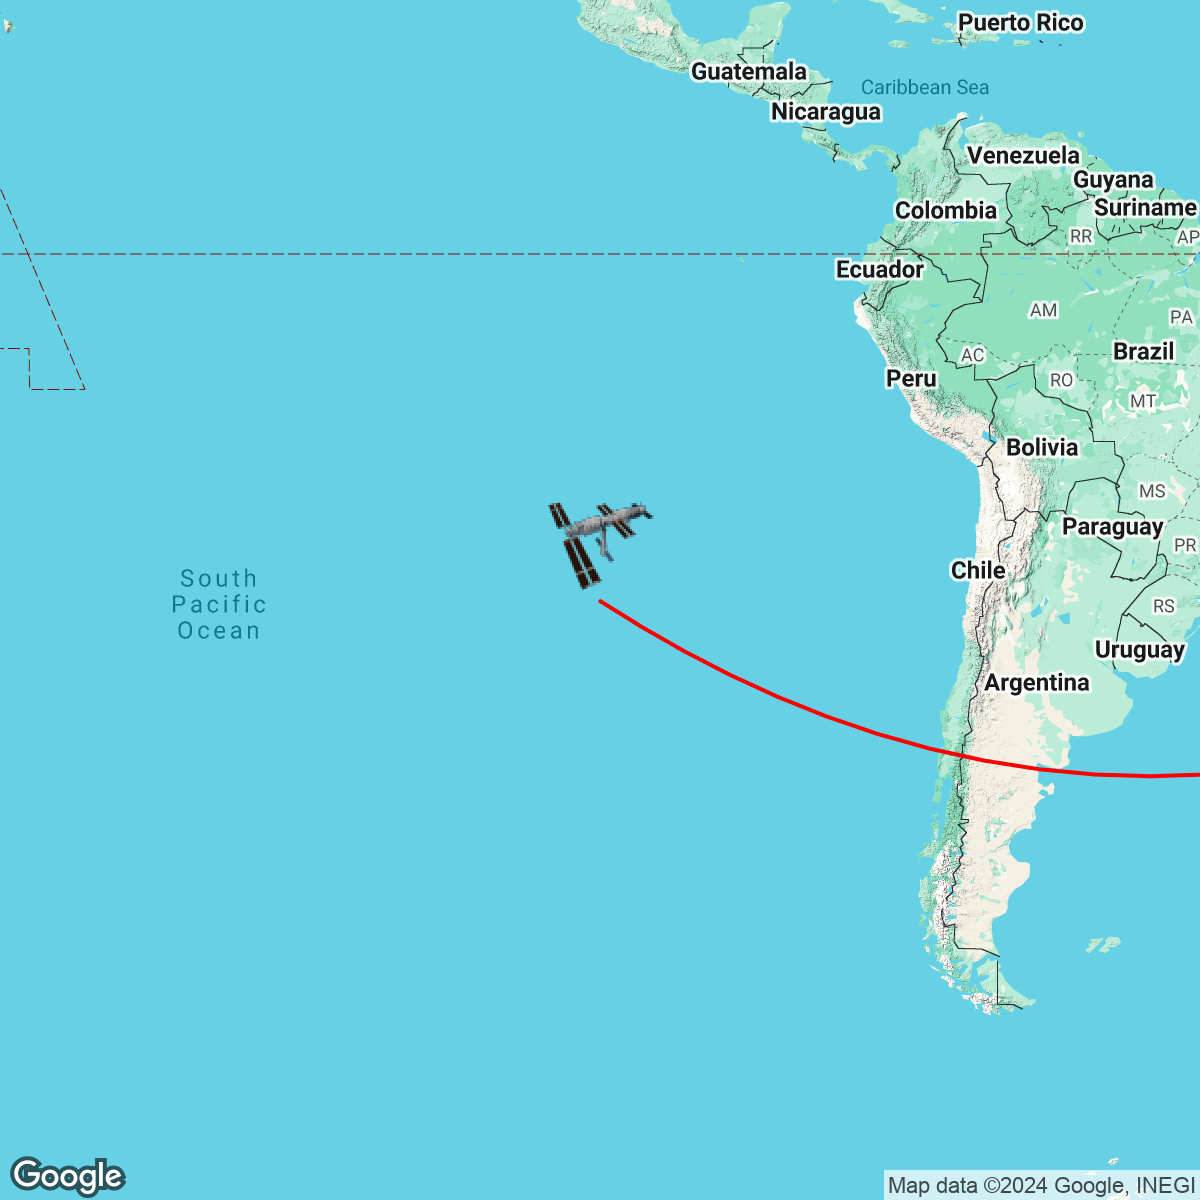 Puerto Rico
Guatemala
Caribbean Sea
Nicaragua
Venezuela
Guyana
Suriname
Colombia
RR
AP
Ecuador
AM
PA
Brazil
AC
Peru
RO
MT
Bolivia
MS
Paraguay
PR
Chile
South
Pacific
Ocean
RS
Uruguay
Argentina
Google
Map data ©2024 Google, INEGI